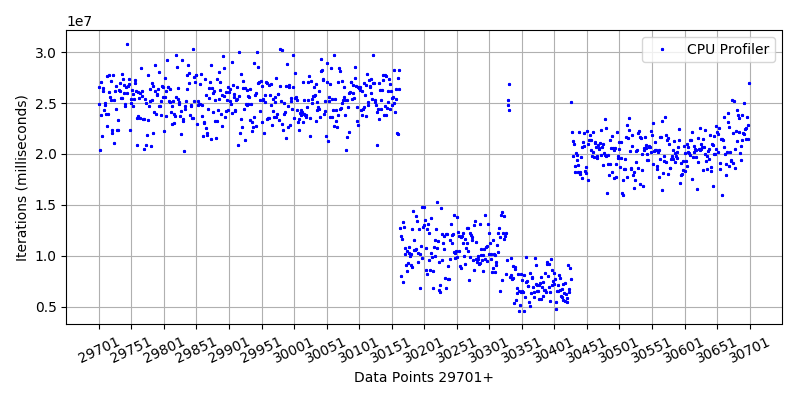 1e7
CPU Profiler
3.0
2.5
2.0
1.5
1.0
0.5
Iterations (milliseconds)
29701 29751 29801 29851 29901 29951 30001 30051 30101 30151 30201 30251 30301 30351 30401 30451 30501 30551 30601 30651 30701
Data Points 29701+